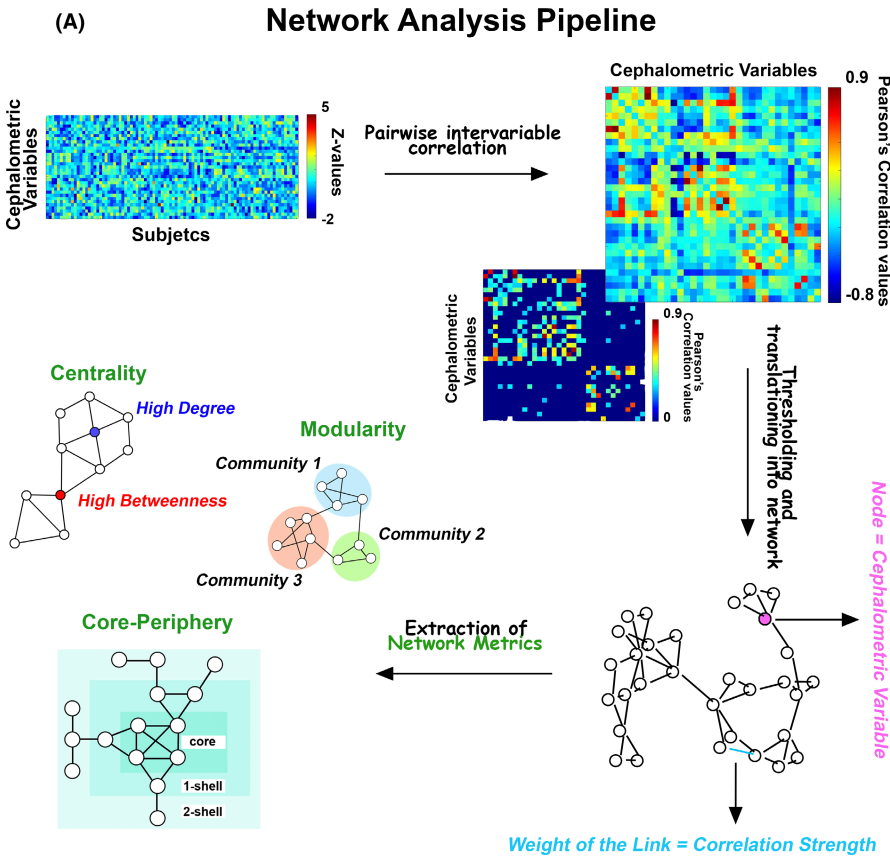 (A)
Network Analysis Pipeline
Cephalometric
Variables
Subjetcs
5
-2
Z-values
Pairwise intervariable
correlation
Cephalometric Variables
0.9
-0.8
Pearson's Correlation values
Cephalometric
Variables
0.9
0
Pearson's
Correlation values
Thresholding and
translationing into network
Centrality
High Degree
High Betweenness
Modularity
Community 1
Community 2
Community 3
Node = Cephalometric Variable
Core-Periphery
core
1-shell
2-shell
Extraction of
Network Metrics
Weight of the Link = Correlation Strength